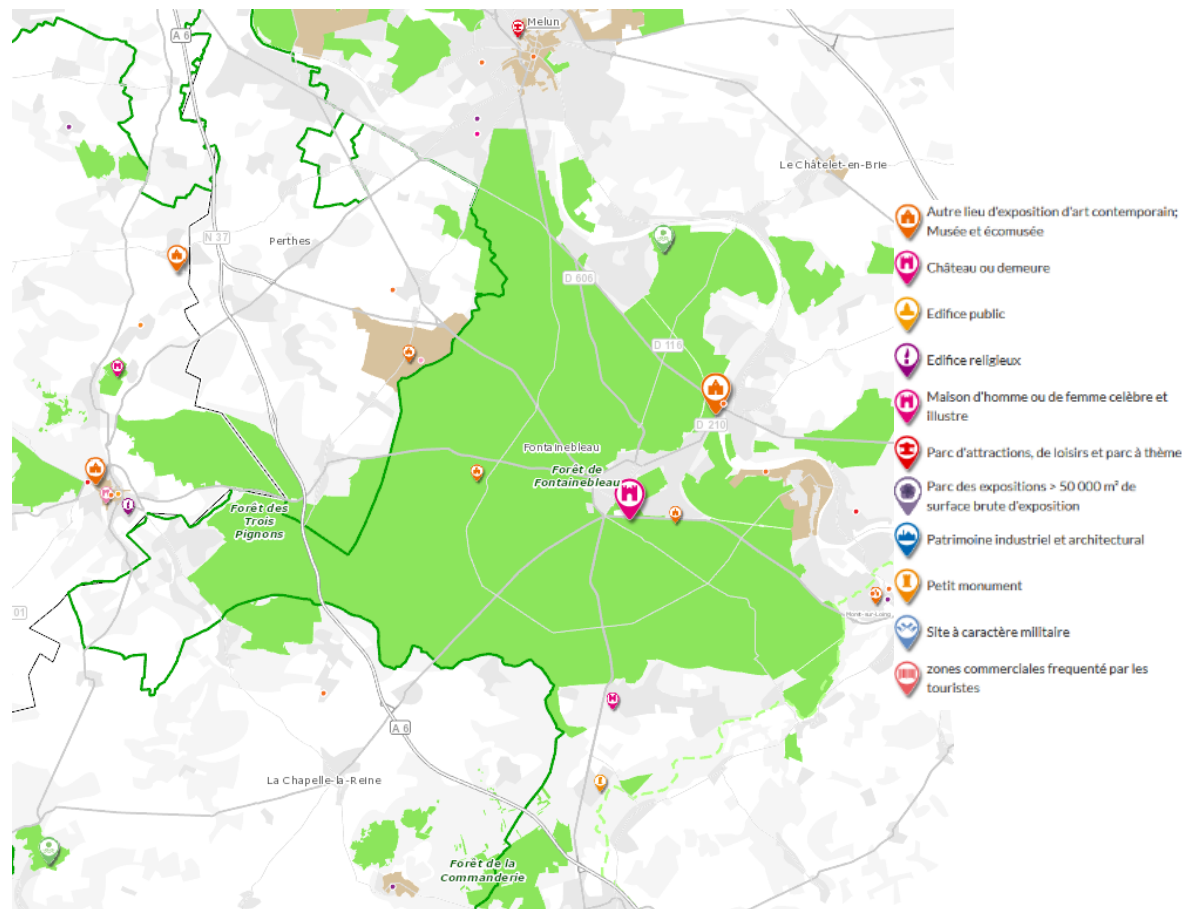 Melun
A 6
Le Châtelet-en-Brie
N 37
Perthes
D 606
D 116
D 210
Fontainebleau
Forêt de
Fontainebleau
Forêt des
Trois
Pignons
01
Moret-sur-Loing
A 6
La Chapelle-la-Reine
Forêt de la
Commanderie
Autre lieu d'exposition d'art contemporain;
Musée et écomusée
Château ou demeure
Edifice public
Edifice religieux
Maison d'homme ou de femme celèbre et
illustre
Parc d'attractions, de loisirs et parc à thème
Parc des expositions > 50 000 m² de
surface brute d'exposition
Patrimoine industriel et architectural
Petit monument
Site à caractère militaire
zones commerciales frequenté par les
touristes